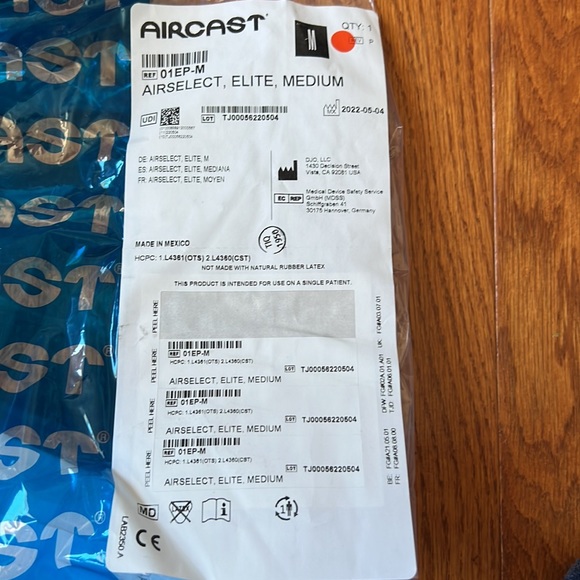 AIRCAST®
QTY: 1
M
REF 01EP-M
AIRSELECT, ELITE, MEDIUM
UDI
LOT TJ00056220504
2022-05-04
DE: AIRSELECT, ELITE, M
ES: AIRSELECT, ELITE, MEDIANA
FR: AIRSELECT, ELITE, MOYEN
DJO, LLC
1430 Decision Street
Vista, CA 92081 USA
EC REP
Medical Device Safety Service
GmbH (MDSS)
Schiffgraben 41
30175 Hannover, Germany
MADE IN MEXICO
HCPC: 1.L4361(OTS) 2.L4360(CST)
NOT MADE WITH NATURAL RUBBER LATEX
THIS PRODUCT IS INTENDED FOR USE ON A SINGLE PATIENT.
PEEL HERE
REF 01EP-M
HCPC: 1.L4361(OTS) 2.L4360(CST)
LOT TJ00056220504
AIRSELECT, ELITE, MEDIUM
PEEL HERE
REF 01EP-M
HCPC: 1.L4361(OTS) 2.L4360(CST)
LOT TJ00056220504
AIRSELECT, ELITE, MEDIUM
PEEL HERE
REF 01EP-M
HCPC: 1.L4361(OTS) 2.L4360(CST)
LOT TJ00056220504
AIRSELECT, ELITE, MEDIUM
PEEL HERE
MD
1
CE
LAB2350 A